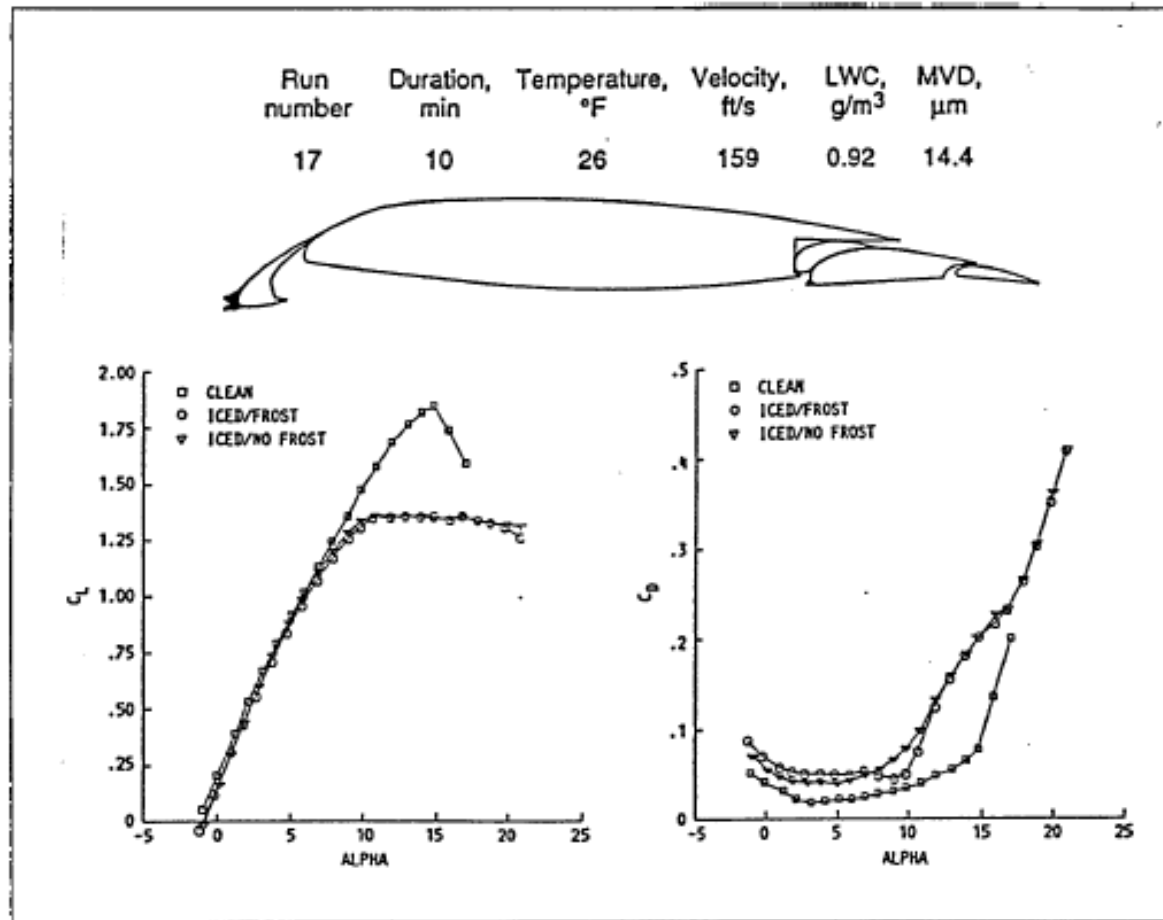 Run Duration, Temperature, Velocity, LWC, MVD,
number min °F ft/s g/m³ µm
17 10 26 159 0.92 14.4
2.00
1.75
1.50
1.25
1.00
.75
.50
.25
0
C_L
□ CLEAN
○ ICED/FROST
▽ ICED/NO FROST
-5 0 5 10 15 20 25
ALPHA
.5
.4
.3
.2
.1
0
C_D
□ CLEAN
○ ICED/FROST
▽ ICED/NO FROST
-5 0 5 10 15 20 25
ALPHA